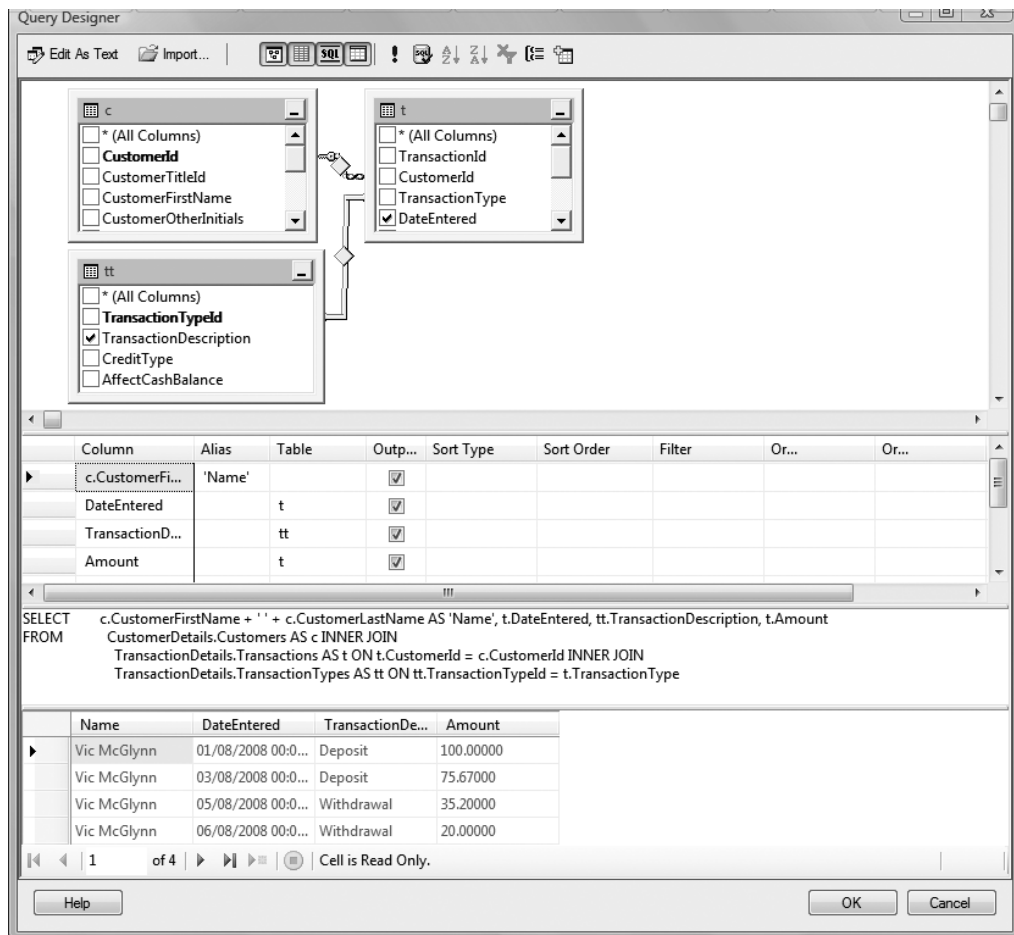 Query Designer
Edit As Text Import... SQL
c
* (All Columns)
CustomerId
CustomerTitleId
CustomerFirstName
CustomerOtherInitials
t
* (All Columns)
TransactionId
CustomerId
TransactionType
DateEntered
tt
* (All Columns)
TransactionTypeId
TransactionDescription
CreditType
AffectCashBalance
Column Alias Table Outp... Sort Type Sort Order Filter Or... Or...
c.CustomerFi... 'Name'
DateEntered t
TransactionD... tt
Amount t
SELECT c.CustomerFirstName + ' ' + c.CustomerLastName AS 'Name', t.DateEntered, tt.TransactionDescription, t.Amount
FROM CustomerDetails.Customers AS c INNER JOIN
TransactionDetails.Transactions AS t ON t.CustomerId = c.CustomerId INNER JOIN
TransactionDetails.TransactionTypes AS tt ON tt.TransactionTypeId = t.TransactionType
Name DateEntered TransactionDe... Amount
Vic McGlynn 01/08/2008 00:0... Deposit 100.00000
Vic McGlynn 03/08/2008 00:0... Deposit 75.67000
Vic McGlynn 05/08/2008 00:0... Withdrawal 35.20000
Vic McGlynn 06/08/2008 00:0... Withdrawal 20.00000
1 of 4 Cell is Read Only.
Help OK Cancel